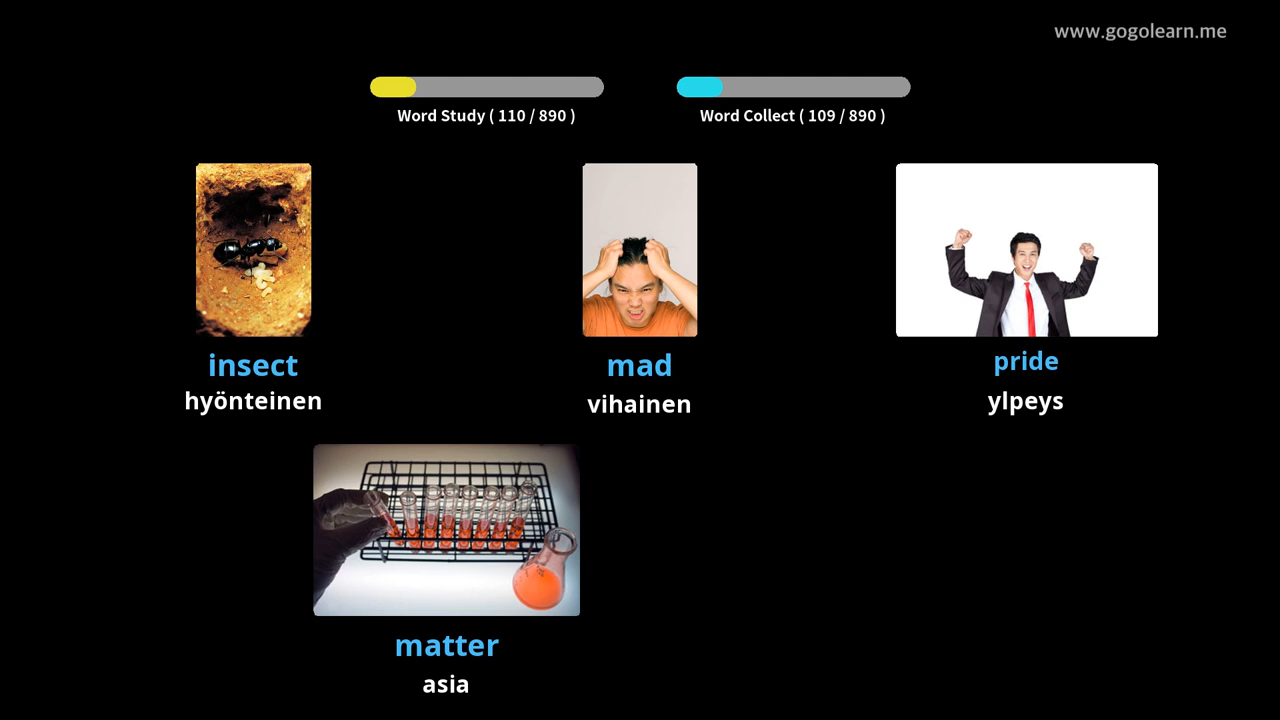 www.gogolearn.me
Word Study ( 110 / 890 )
Word Collect ( 109 / 890 )
insect
hyönteinen
mad
vihainen
pride
ylpeys
matter
asia